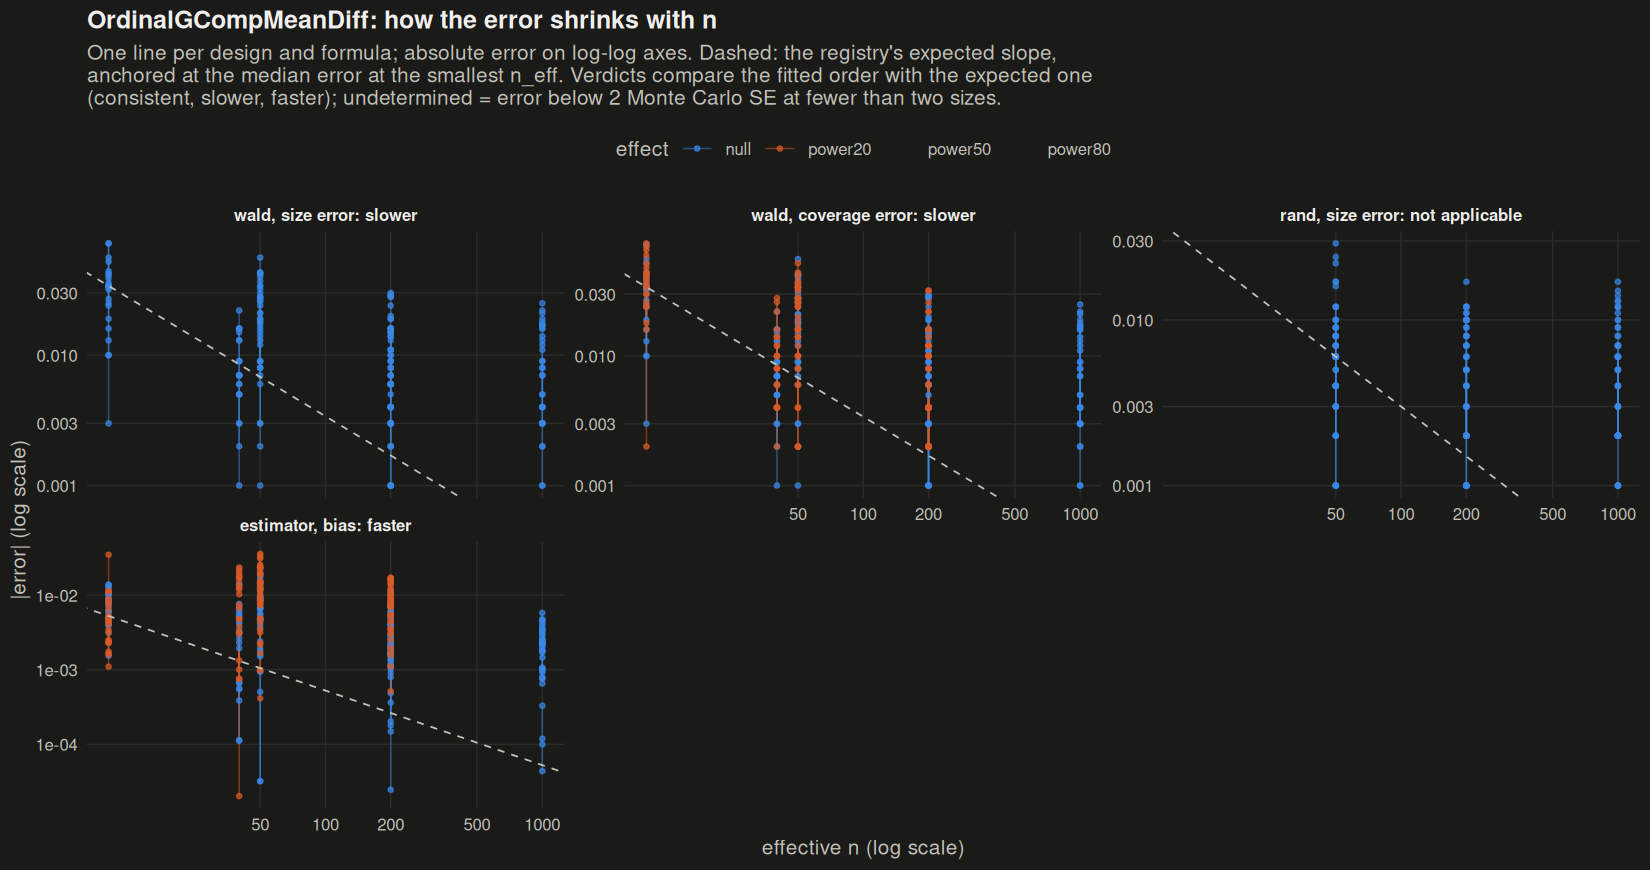 OrdinalGCompMeanDiff: how the error shrinks with n
One line per design and formula; absolute error on log-log axes. Dashed: the registry's expected slope,
anchored at the median error at the smallest n_eff. Verdicts compare the fitted order with the expected one
(consistent, slower, faster); undetermined = error below 2 Monte Carlo SE at fewer than two sizes.
effect null power20 power50 power80
wald, size error: slower
0.030
0.010
0.003
0.001
wald, coverage error: slower
0.030
0.010
0.003
0.001
50 100 200 500 1000
rand, size error: not applicable
0.030
0.010
0.003
0.001
50 100 200 500 1000
estimator, bias: faster
1e-02
1e-03
1e-04
50 100 200 500 1000
|error| (log scale)
effective n (log scale)